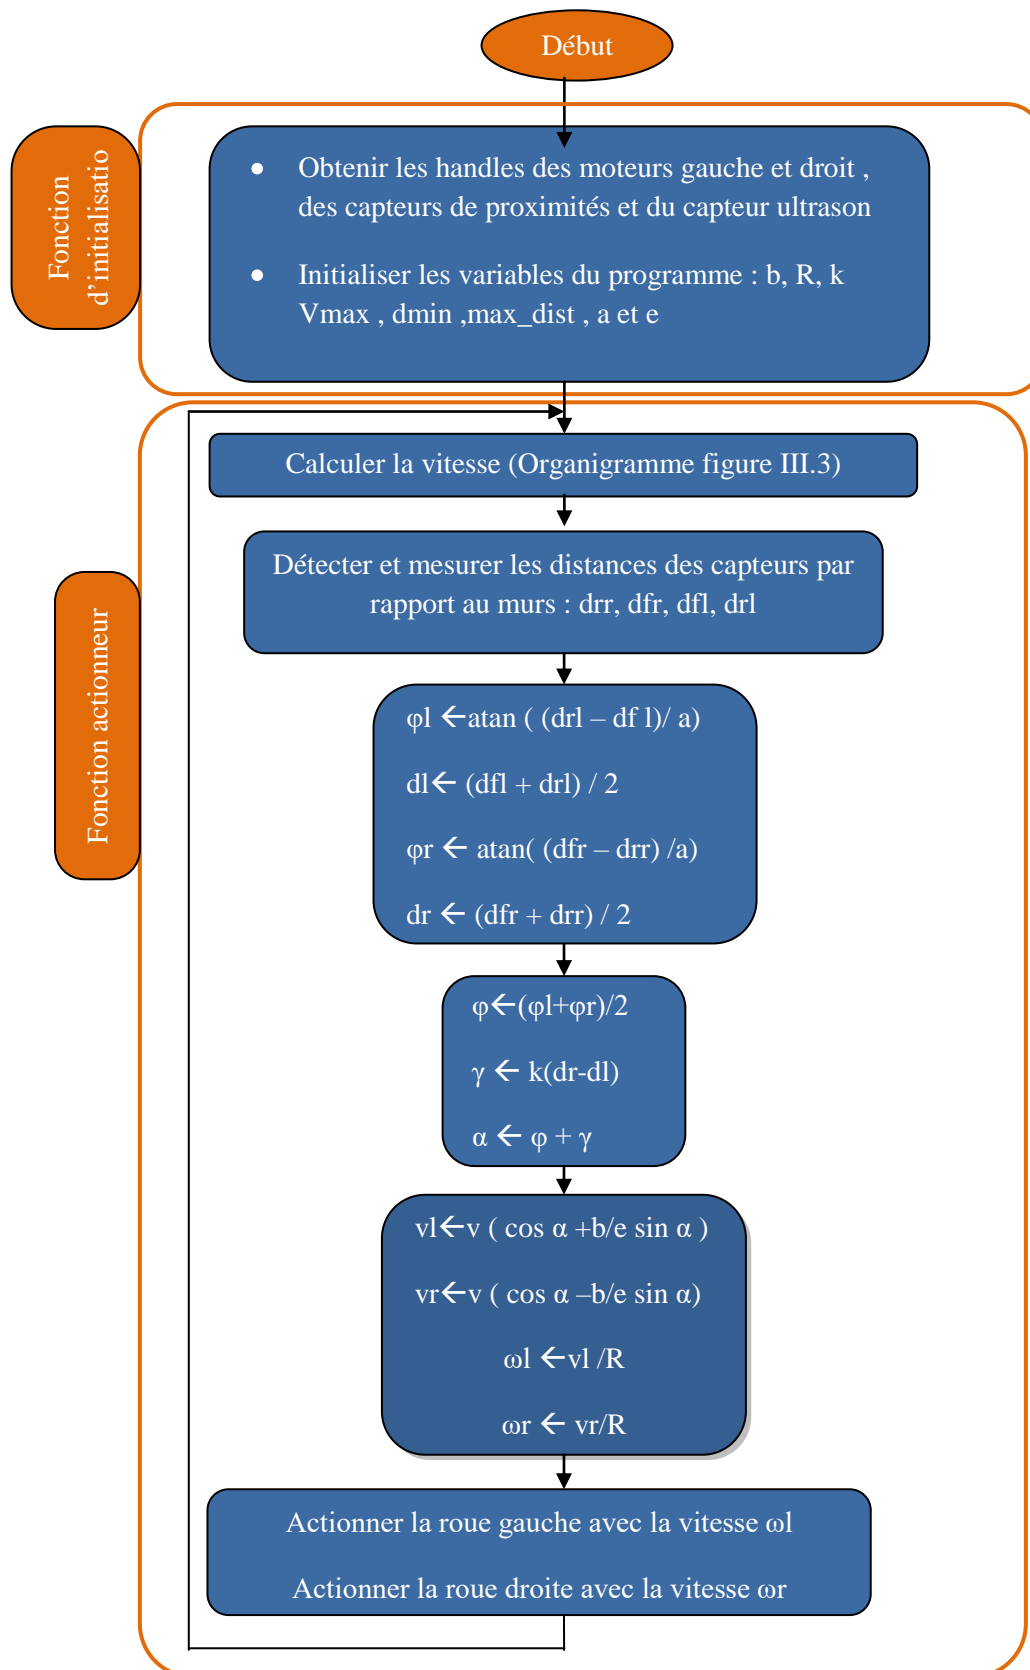 Début
Fonction
d’initialisatio
• Obtenir les handles des moteurs gauche et droit ,
des capteurs de proximités et du capteur ultrason
• Initialiser les variables du programme : b, R, k
Vmax , dmin ,max_dist , a et e
Fonction actionneur
Calculer la vitesse (Organigramme figure III.3)
Détecter et mesurer les distances des capteurs par
rapport au murs : drr, dfr, dfl, drl
φl ←atan ( (drl – df l)/ a)
dl← (dfl + drl) / 2
φr ← atan( (dfr – drr) /a)
dr ← (dfr + drr) / 2
φ←(φl+φr)/2
γ ← k(dr-dl)
α ← φ + γ
vl←v ( cos α +b/e sin α )
vr←v ( cos α –b/e sin α)
ωl ←vl /R
ωr ← vr/R
Actionner la roue gauche avec la vitesse ωl
Actionner la roue droite avec la vitesse ωr